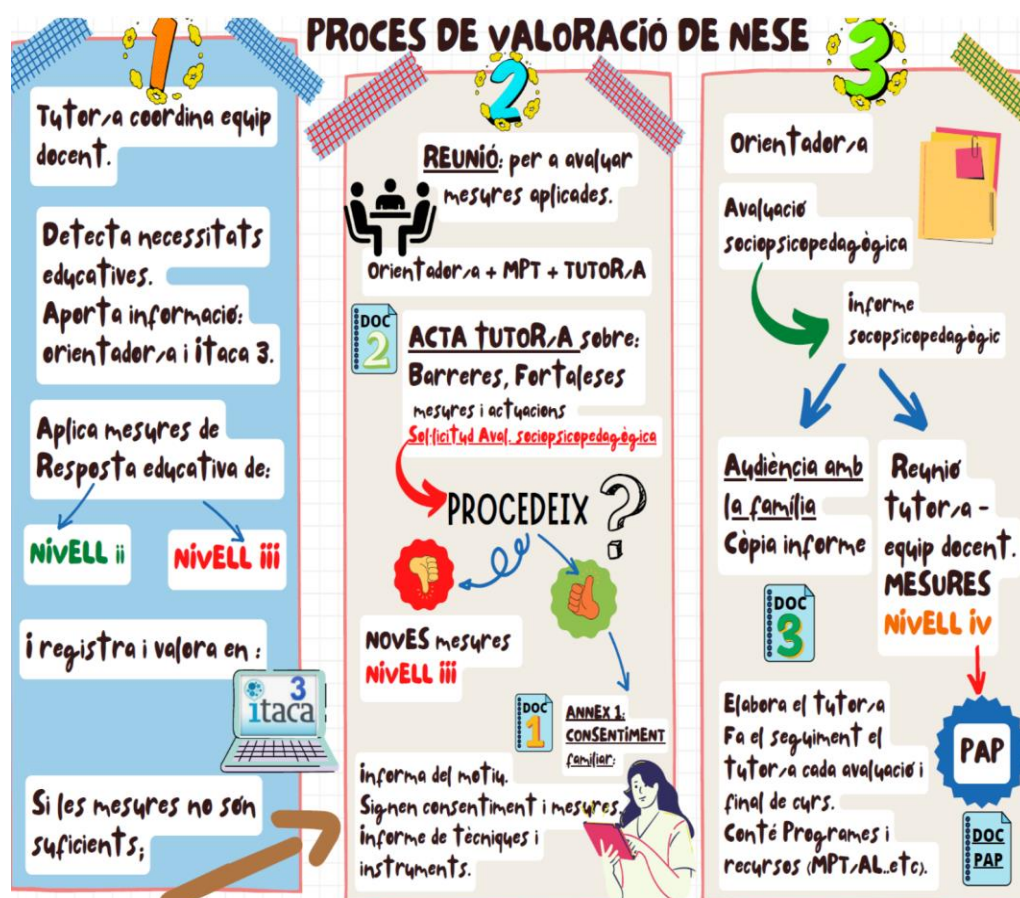 PROCES DE VALORACIÓ DE NESE
1
Tutor/a coordina equip
docent.
Detecta necessitats
educatives.
Aporta informació:
orientador/a i itaca 3.
Aplica mesures de
Resposta educativa de:
NIVELL ii
NIVELL iii
i registra i valora en :
3
itaca
Si les mesures no són
suficients;
2
REUNIÓ: per a avaluar
mesures aplicades.
Orientador/a + MPT + TUTOR/A
DOC
2
ACTA TUTOR/A sobre:
Barreres, Fortaleses
mesures i actuacions
Sol·licitud Aval. sociopsicopedagògica
PROCEDEIX ?
NOVES mesures
NIVELL iii
DOC
1
ANNEX 1:
CONSENTIMENT
familiar:
informa del motiu.
Signen consentiment i mesures.
informe de tècniques i
instruments.
3
Orientador/a
Avaluació
sociopsicopedagògica
informe
socopsicopedagògic
Audiència amb
la família
Còpia informe
DOC
3
Reunió
tutor/a -
equip docent.
MESURES
NIVELL iv
PAP
Elabora el tutor/a
Fa el seguiment el
tutor/a cada avaluació i
final de curs.
Conté Programes i
recursos (MPT/AL..etc).
DOC
PAP